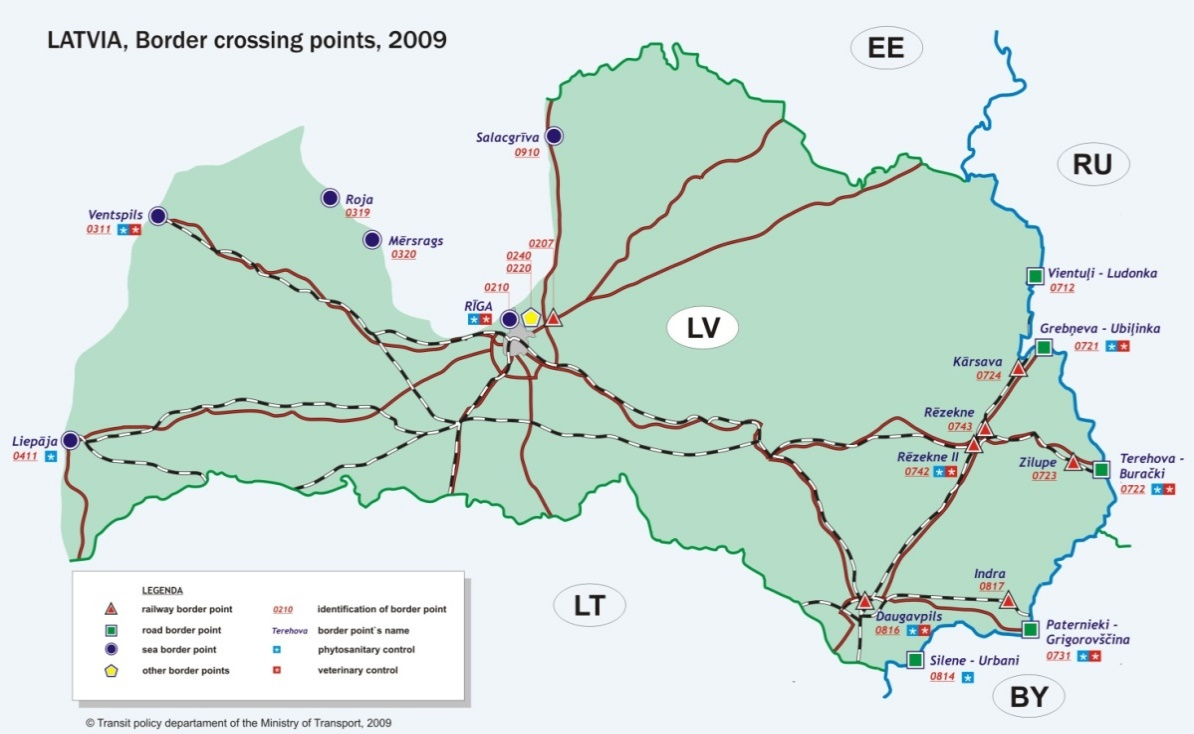 LATVIA, Border crossing points, 2009
EE
RU
Salacgrīva
0910
Roja
0319
Ventspils
0311
Mērsrags
0320
0207
0240
0220
0210
RĪGA
LV
Vientuļi - Ludonka
0712
Grebņeva - Ubiļinka
0721
Kārsava
0724
Rēzekne
0743
Liepāja
0411
Rēzekne II
0742
Zilupe
0723
Terehova -
Burački
0722
Indra
0817
LT
Daugavpils
0816
Paternieki -
Grigorovščina
0731
Silene - Urbani
0814
BY
LEGENDA
railway border point
0210 identification of border point
road border point
Terehova border point`s name
sea border point
phytosanitary control
other border points
veterinary control
© Transit policy departament of the Ministry of Transport, 2009